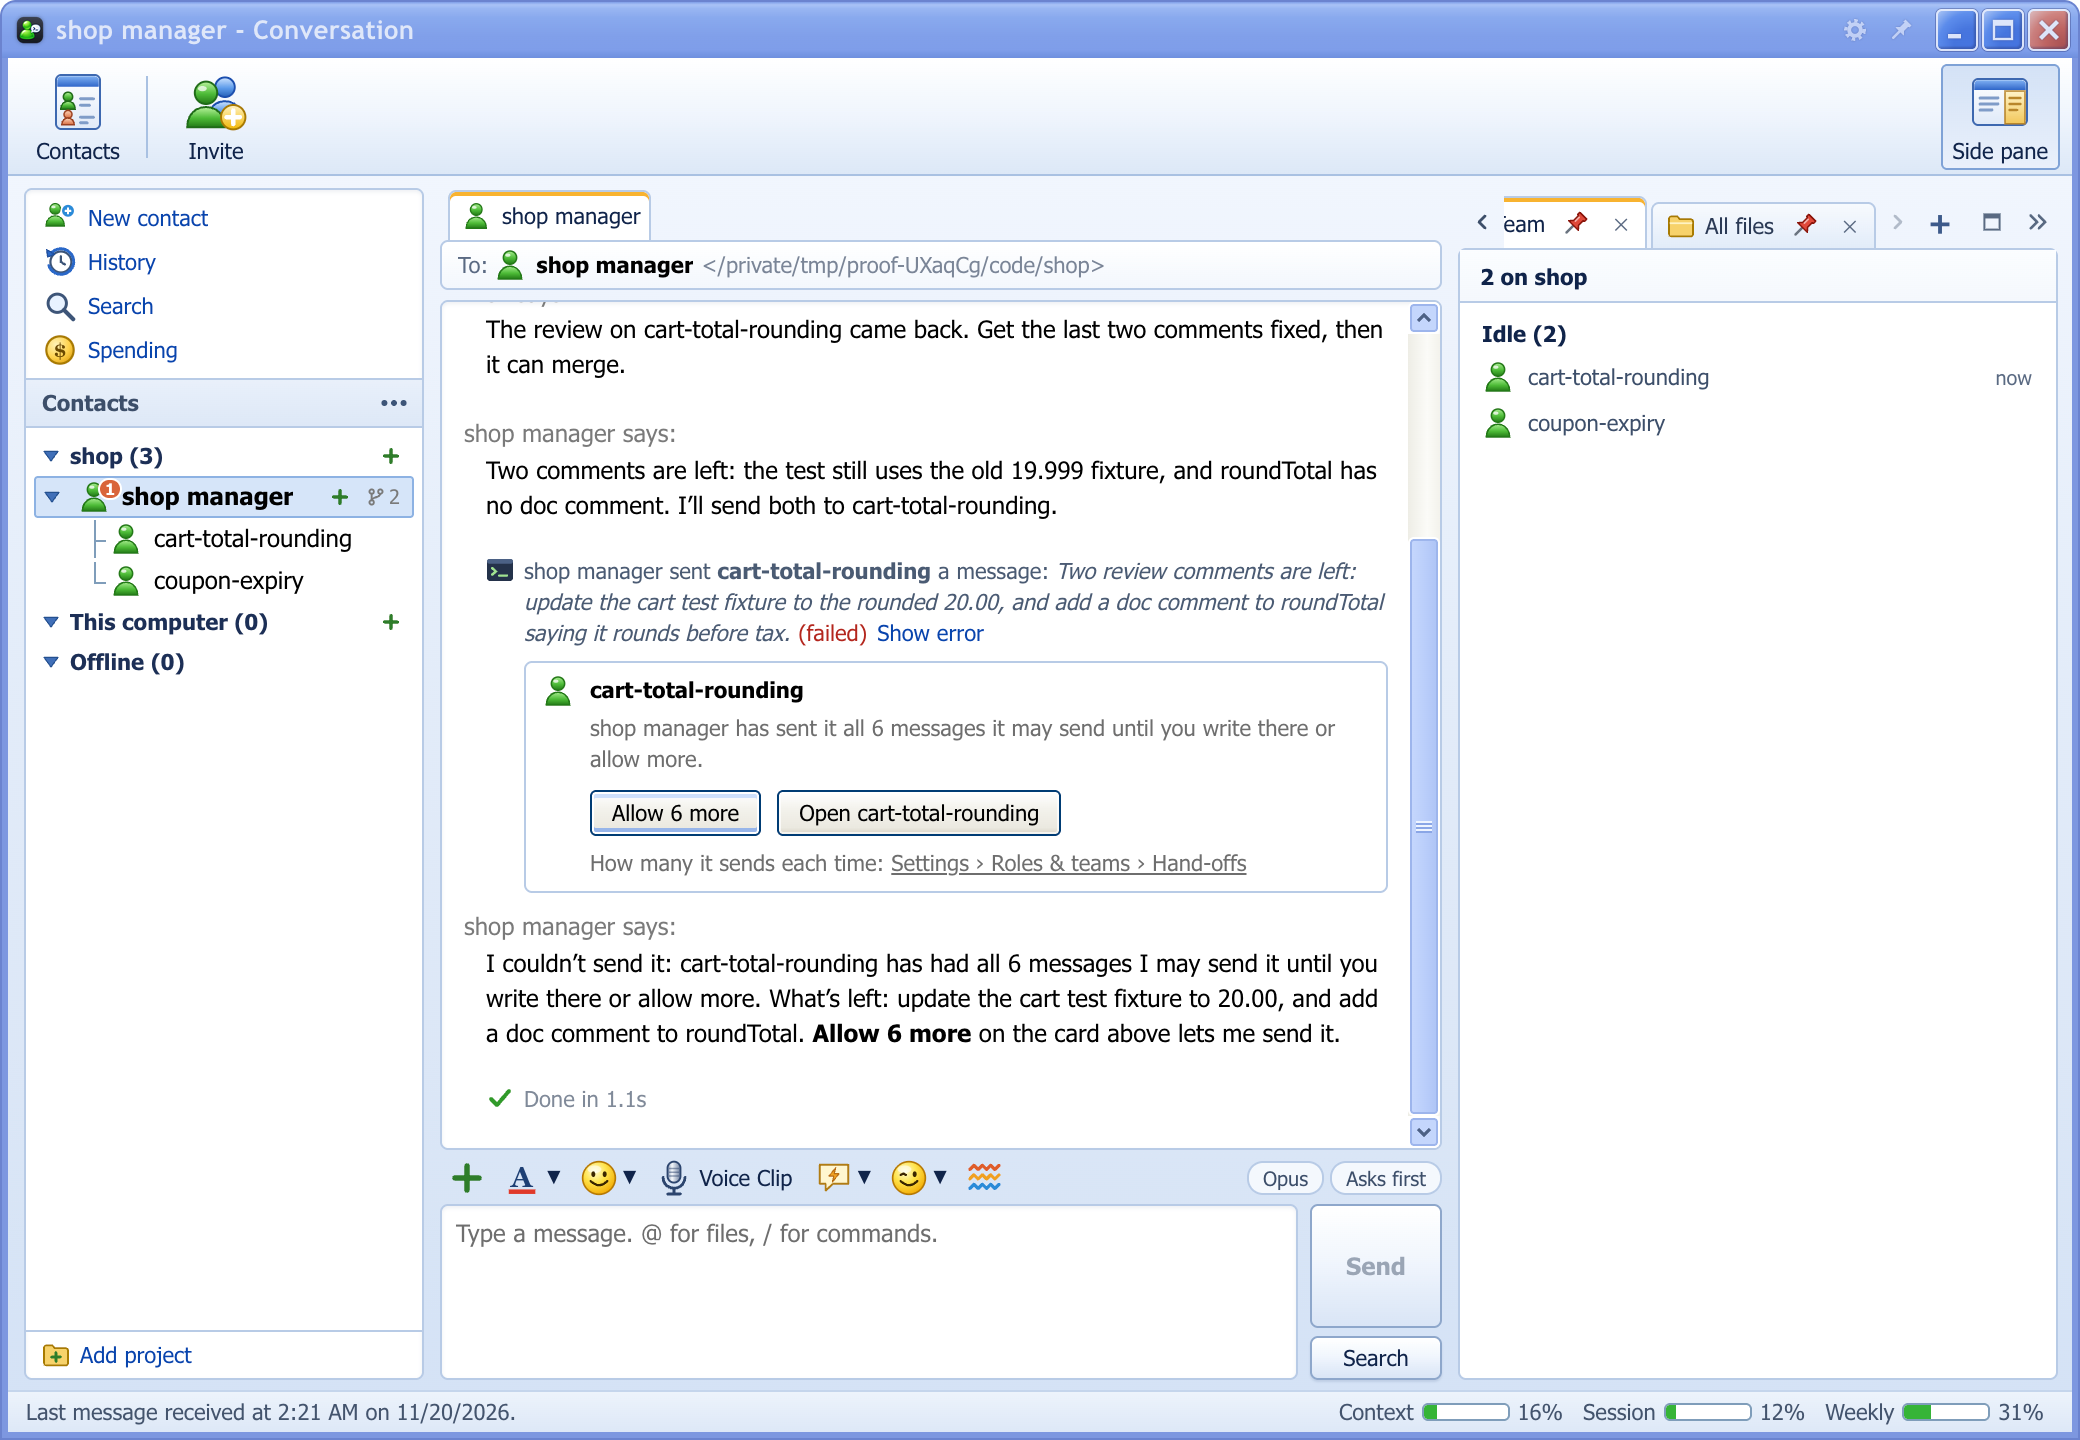 shop manager - Conversation
Contacts
Invite
Side pane
New contact
History
Search
Spending
Contacts
shop (3)
1
shop manager
2
cart-total-rounding
coupon-expiry
This computer (0)
Offline (0)
Add project
shop manager
To: shop manager </private/tmp/proof-UXaqCg/code/shop>
The review on cart-total-rounding came back. Get the last two comments fixed, then
it can merge.
shop manager says:
Two comments are left: the test still uses the old 19.999 fixture, and roundTotal has
no doc comment. I’ll send both to cart-total-rounding.
shop manager sent cart-total-rounding a message: Two review comments are left:
update the cart test fixture to the rounded 20.00, and add a doc comment to roundTotal
saying it rounds before tax. (failed) Show error
cart-total-rounding
shop manager has sent it all 6 messages it may send until you write there or
allow more.
Allow 6 more
Open cart-total-rounding
How many it sends each time: Settings › Roles & teams › Hand-offs
shop manager says:
I couldn’t send it: cart-total-rounding has had all 6 messages I may send it until you
write there or allow more. What’s left: update the cart test fixture to 20.00, and add
a doc comment to roundTotal. Allow 6 more on the card above lets me send it.
Done in 1.1s
Voice Clip
Opus
Asks first
Type a message. @ for files, / for commands.
Send
Search
eam
All files
2 on shop
Idle (2)
cart-total-rounding now
coupon-expiry
Last message received at 2:21 AM on 11/20/2026.
Context 16% Session 12% Weekly 31%